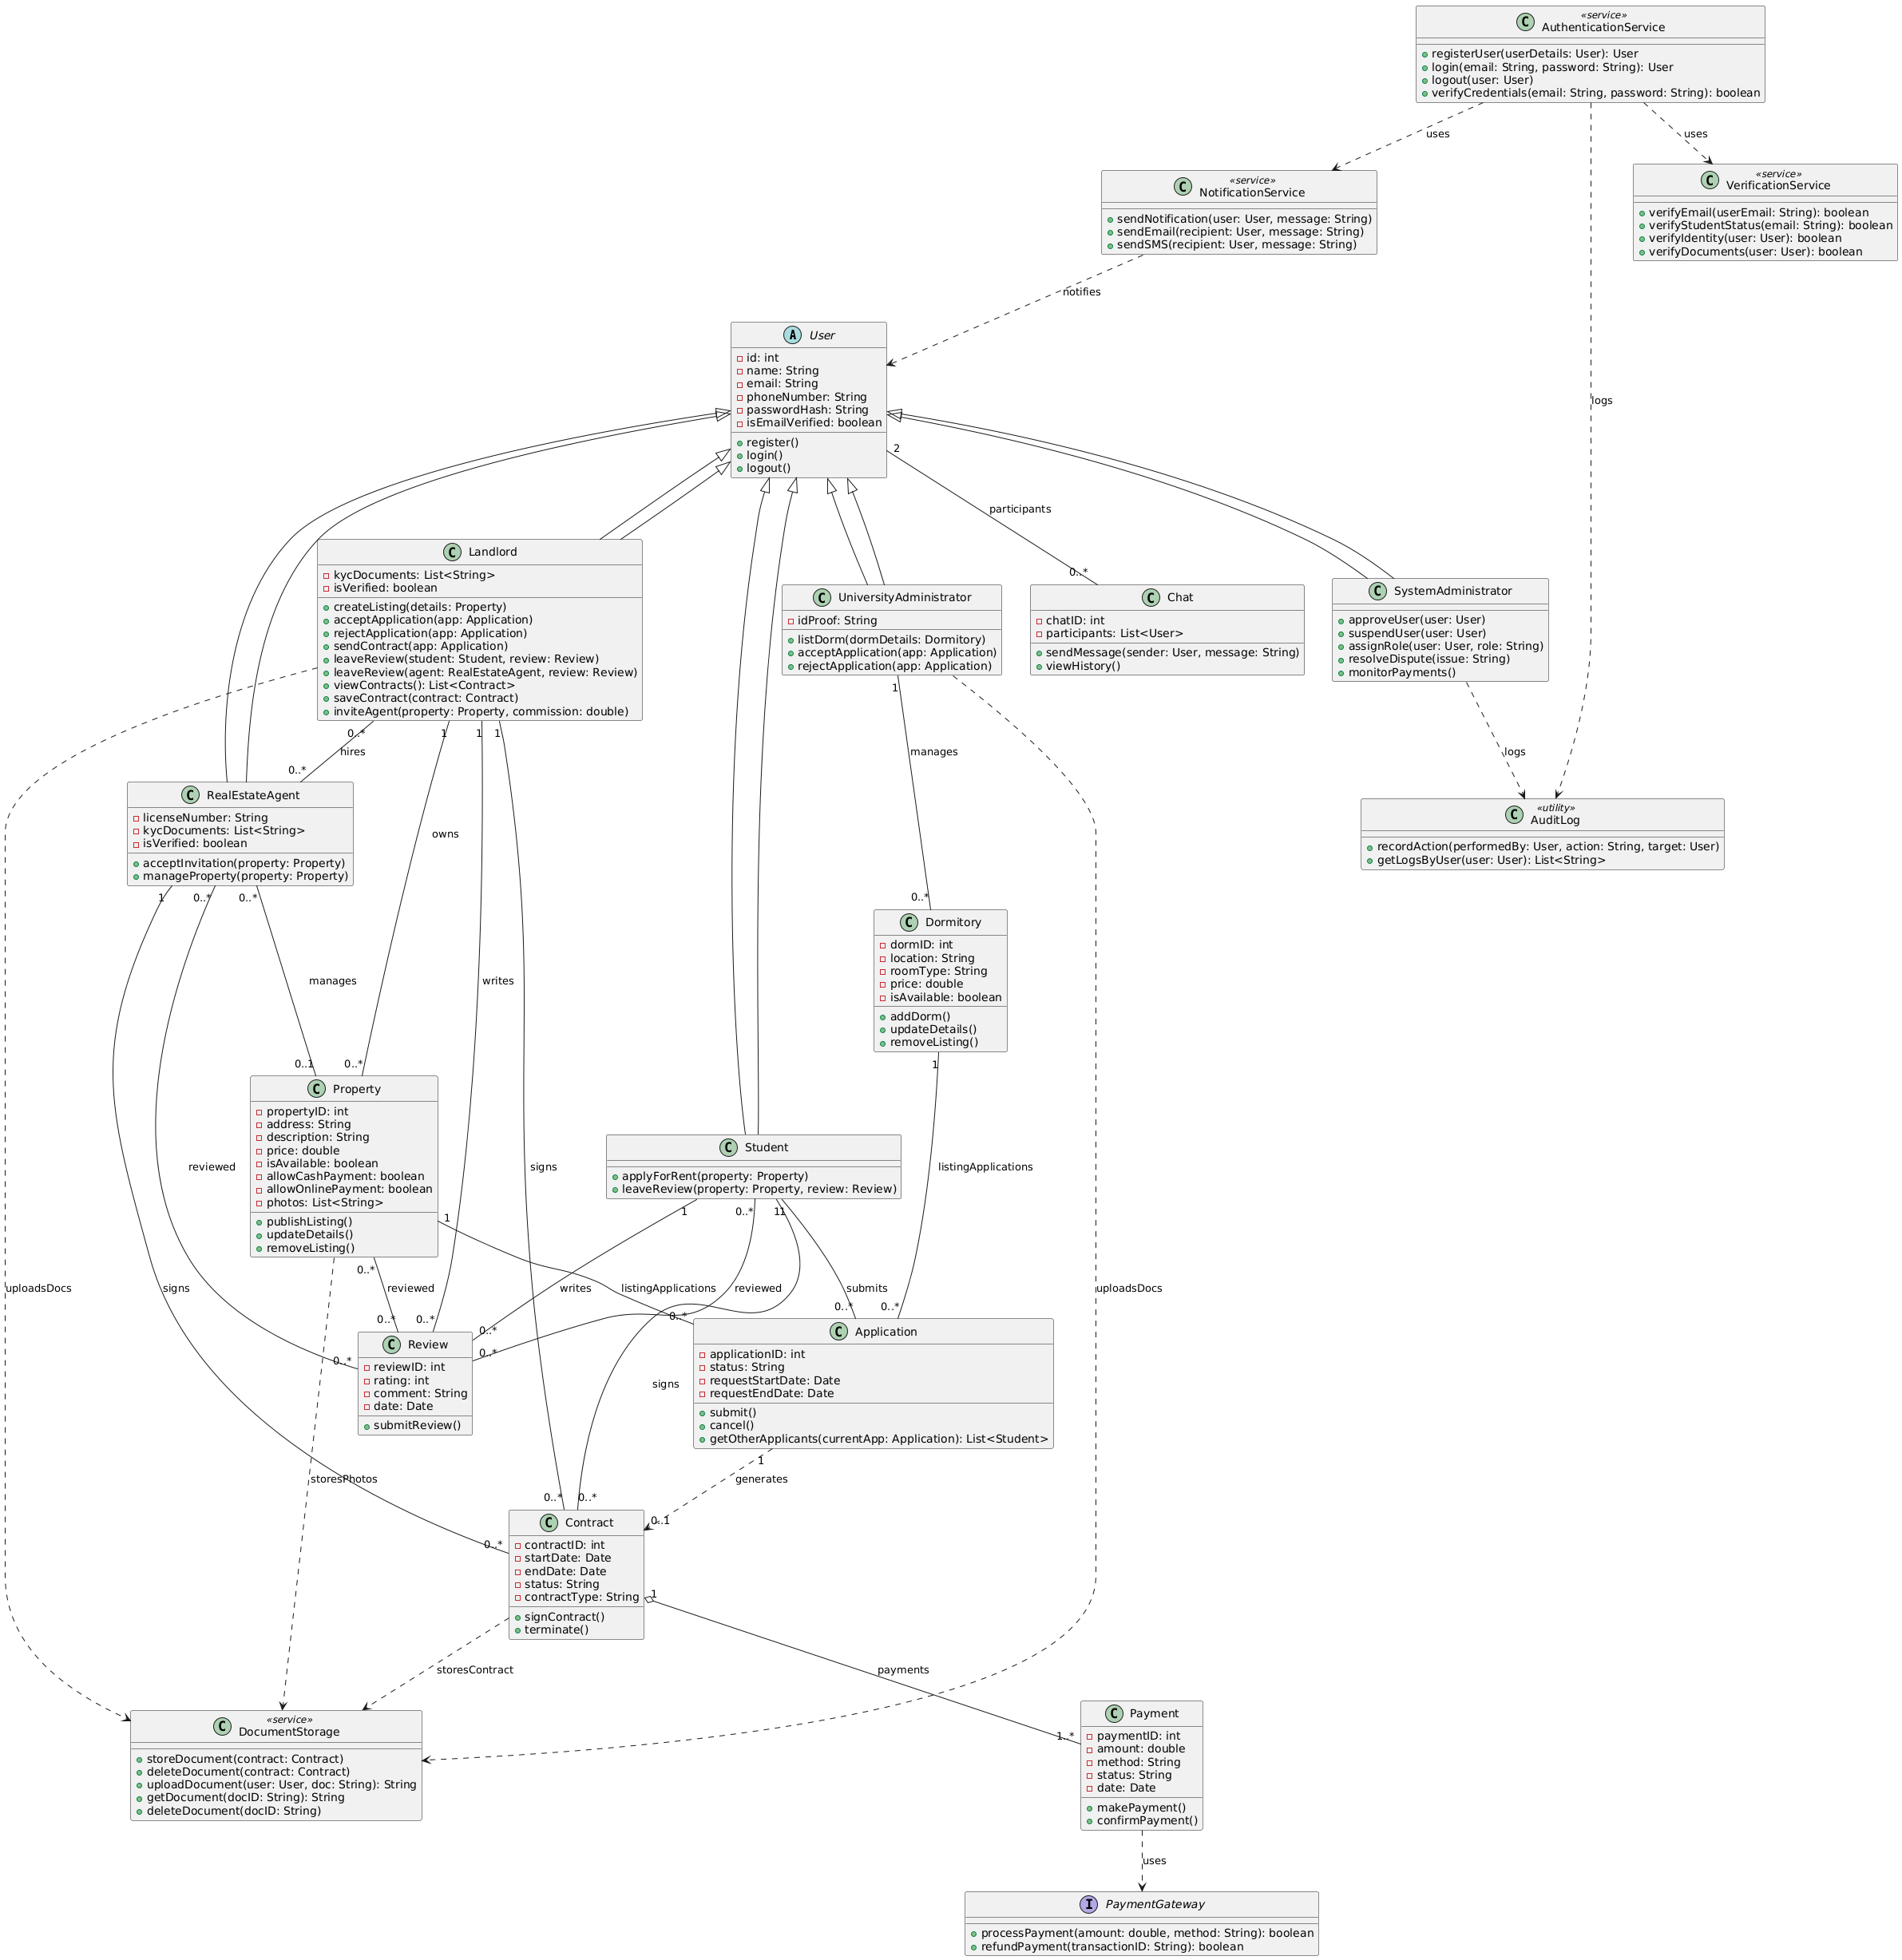 «service»
AuthenticationService
registerUser(userDetails: User): User
login(email: String, password: String): User
logout(user: User)
verifyCredentials(email: String, password: String): boolean
uses
uses
logs
«service»
NotificationService
sendNotification(user: User, message: String)
sendEmail(recipient: User, message: String)
sendSMS(recipient: User, message: String)
«service»
VerificationService
verifyEmail(userEmail: String): boolean
verifyStudentStatus(email: String): boolean
verifyIdentity(user: User): boolean
verifyDocuments(user: User): boolean
notifies
A User
id: int
name: String
email: String
phoneNumber: String
passwordHash: String
isEmailVerified: boolean
register()
login()
logout()
2
participants
0..*
C Landlord
kycDocuments: List<String>
isVerified: boolean
createListing(details: Property)
acceptApplication(app: Application)
rejectApplication(app: Application)
sendContract(app: Application)
leaveReview(student: Student, review: Review)
leaveReview(agent: RealEstateAgent, review: Review)
viewContracts(): List<Contract>
saveContract(contract: Contract)
inviteAgent(property: Property, commission: double)
C UniversityAdministrator
idProof: String
listDorm(dormDetails: Dormitory)
acceptApplication(app: Application)
rejectApplication(app: Application)
C Chat
chatID: int
participants: List<User>
sendMessage(sender: User, message: String)
viewHistory()
C SystemAdministrator
approveUser(user: User)
suspendUser(user: User)
assignRole(user: User, role: String)
resolveDispute(issue: String)
monitorPayments()
0..*
hires
0..*
1
1
1
1
manages
logs
C RealEstateAgent
licenseNumber: String
kycDocuments: List<String>
isVerified: boolean
acceptInvitation(property: Property)
manageProperty(property: Property)
owns
«utility»
AuditLog
recordAction(performedBy: User, action: String, target: User)
getLogsByUser(user: User): List<String>
1
0..*
0..*
0..*
C Dormitory
dormID: int
location: String
roomType: String
price: double
isAvailable: boolean
addDorm()
updateDetails()
removeListing()
manages
writes
0..1
0..*
1
C Property
propertyID: int
address: String
description: String
price: double
isAvailable: boolean
allowCashPayment: boolean
allowOnlinePayment: boolean
photos: List<String>
publishListing()
updateDetails()
removeListing()
reviewed
signs
C Student
applyForRent(property: Property)
leaveReview(property: Property, review: Review)
listingApplications
1
1
0..*
1
1
0..*
uploadsDocs
signs
reviewed
writes
listingApplications
reviewed
submits
uploadsDocs
0..*
0..*
0..*
0..*
0..*
0..*
0..*
0..*
C Review
reviewID: int
rating: int
comment: String
date: Date
submitReview()
C Application
applicationID: int
status: String
requestStartDate: Date
requestEndDate: Date
submit()
cancel()
getOtherApplicants(currentApp: Application): List<Student>
signs
1
storesPhotos
generates
0..*
0..*
0..1
0..*
C Contract
contractID: int
startDate: Date
endDate: Date
status: String
contractType: String
signContract()
terminate()
1
storesContract
payments
1..*
«service»
DocumentStorage
storeDocument(contract: Contract)
deleteDocument(contract: Contract)
uploadDocument(user: User, doc: String): String
getDocument(docID: String): String
deleteDocument(docID: String)
C Payment
paymentID: int
amount: double
method: String
status: String
date: Date
makePayment()
confirmPayment()
uses
I PaymentGateway
processPayment(amount: double, method: String): boolean
refundPayment(transactionID: String): boolean